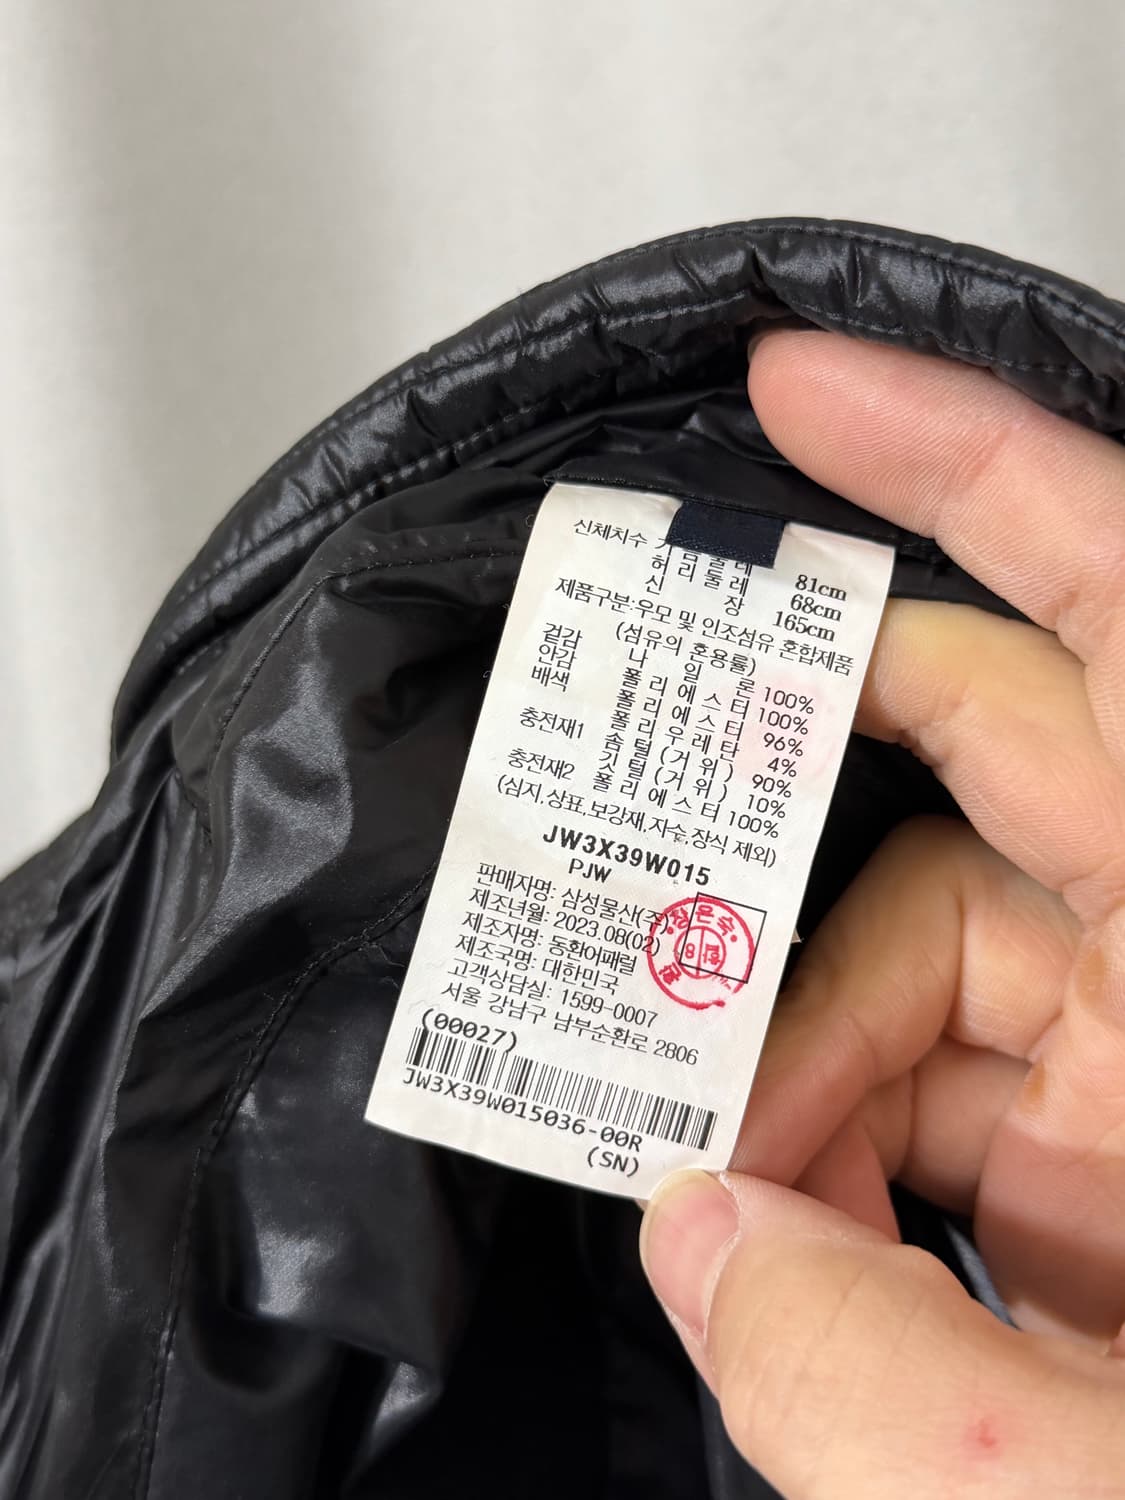 신체치수 가슴둘레 81cm
허리둘레 68cm
신 장 165cm
제품구분:우모 및 인조섬유 혼합제품
(섬유의 혼용률)
겉감 나 일 론 100%
안감 폴리에스터 100%
배색 폴리에스터 96%
폴리우레탄 4%
충전재1 솜털(거위) 90%
깃털(거위) 10%
충전재2 폴리에스터 100%
(심지,상표,보강재,자수,장식 제외)
JW3X39W015
PJW
판매자명: 삼성물산(주)
제조년월: 2023.08(02)
제조자명: 동환어패럴
제조국명: 대한민국
고객상담실: 1599-0007
서울 강남구 남부순환로 2806
(00027)
JW3X39W015036-00R
(SN)